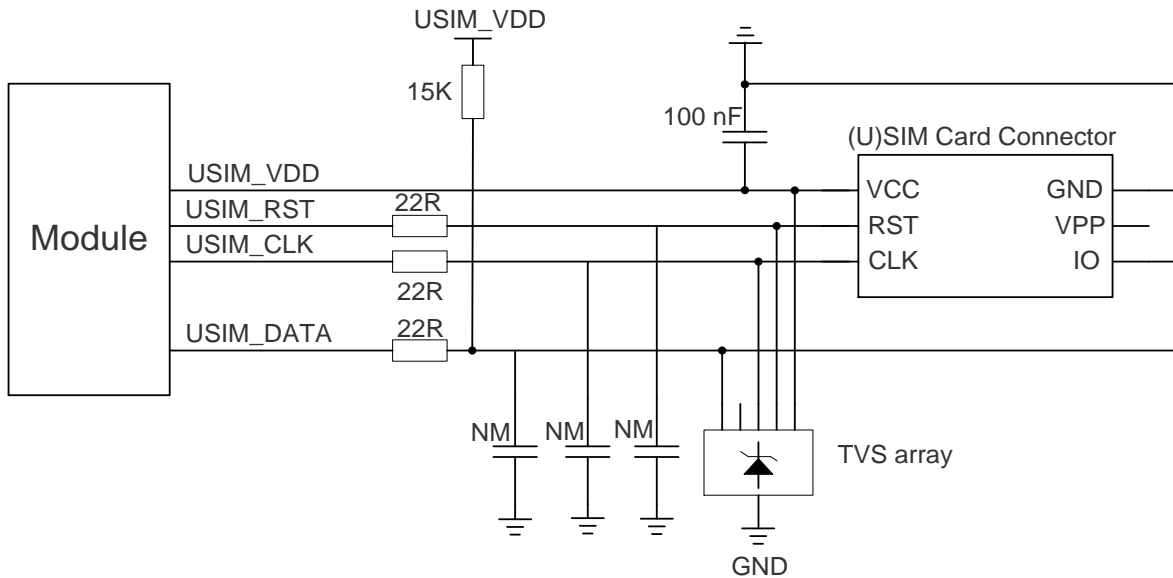 USIM_VDD
15K
100 nF
(U)SIM Card Connector
Module
USIM_VDD
USIM_RST
22R
USIM_CLK
22R
USIM_DATA
22R
VCC
GND
RST
VPP
CLK
IO
NM
NM
NM
TVS array
GND